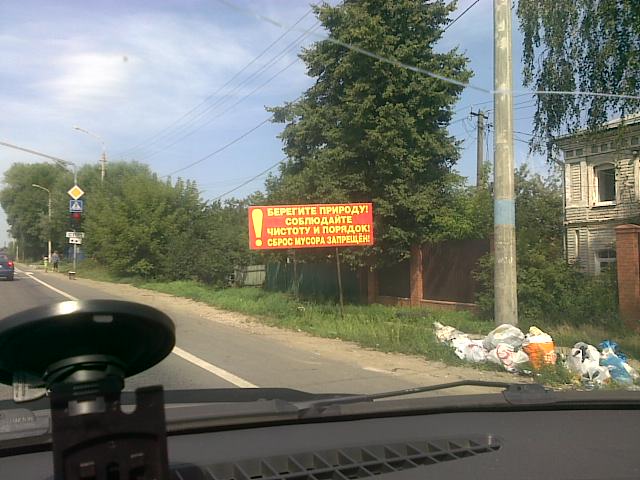 БЕРЕГИТЕ ПРИРОДУ!
СОБЛЮДАЙТЕ
ЧИСТОТУ И ПОРЯДОК!
СБРОС МУСОРА ЗАПРЕЩЁН!